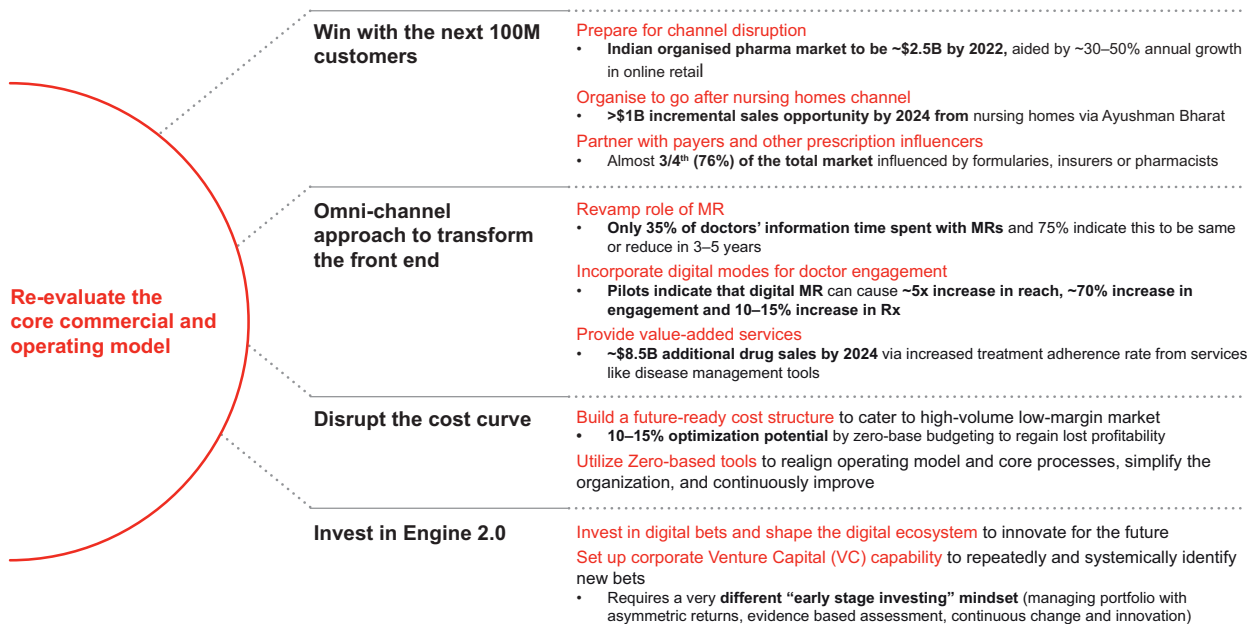 Re-evaluate the
core commercial and
operating model
Win with the next 100M
customers
Prepare for channel disruption
• Indian organised pharma market to be ~$2.5B by 2022, aided by ~30–50% annual growth
in online retail
Organise to go after nursing homes channel
• >$1B incremental sales opportunity by 2024 from nursing homes via Ayushman Bharat
Partner with payers and other prescription influencers
• Almost 3/4th (76%) of the total market influenced by formularies, insurers or pharmacists
Omni-channel
approach to transform
the front end
Revamp role of MR
• Only 35% of doctors’ information time spent with MRs and 75% indicate this to be same
or reduce in 3–5 years
Incorporate digital modes for doctor engagement
• Pilots indicate that digital MR can cause ~5x increase in reach, ~70% increase in
engagement and 10–15% increase in Rx
Provide value-added services
• ~$8.5B additional drug sales by 2024 via increased treatment adherence rate from services
like disease management tools
Disrupt the cost curve
Build a future-ready cost structure to cater to high-volume low-margin market
• 10–15% optimization potential by zero-base budgeting to regain lost profitability
Utilize Zero-based tools to realign operating model and core processes, simplify the
organization, and continuously improve
Invest in Engine 2.0
Invest in digital bets and shape the digital ecosystem to innovate for the future
Set up corporate Venture Capital (VC) capability to repeatedly and systemically identify
new bets
• Requires a very different “early stage investing” mindset (managing portfolio with
asymmetric returns, evidence based assessment, continuous change and innovation)